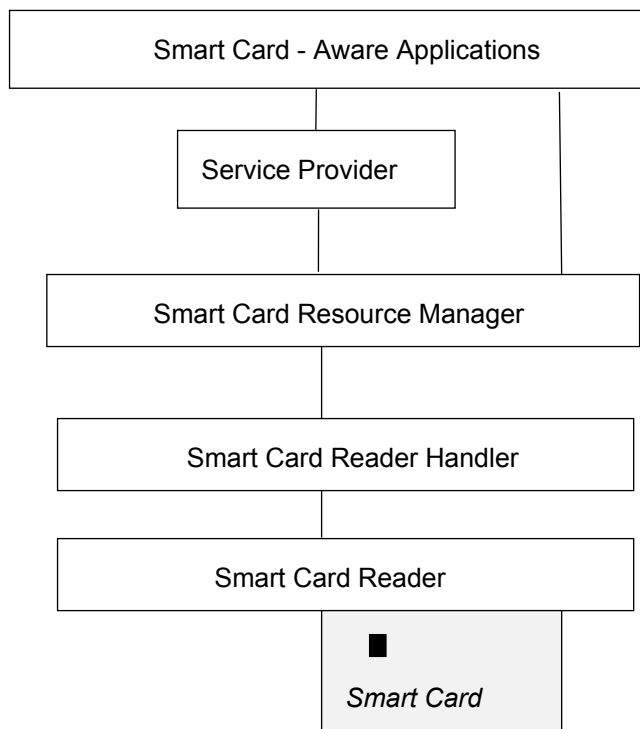 Smart Card - Aware Applications
Service Provider
Smart Card Resource Manager
Smart Card Reader Handler
Smart Card Reader
Smart Card